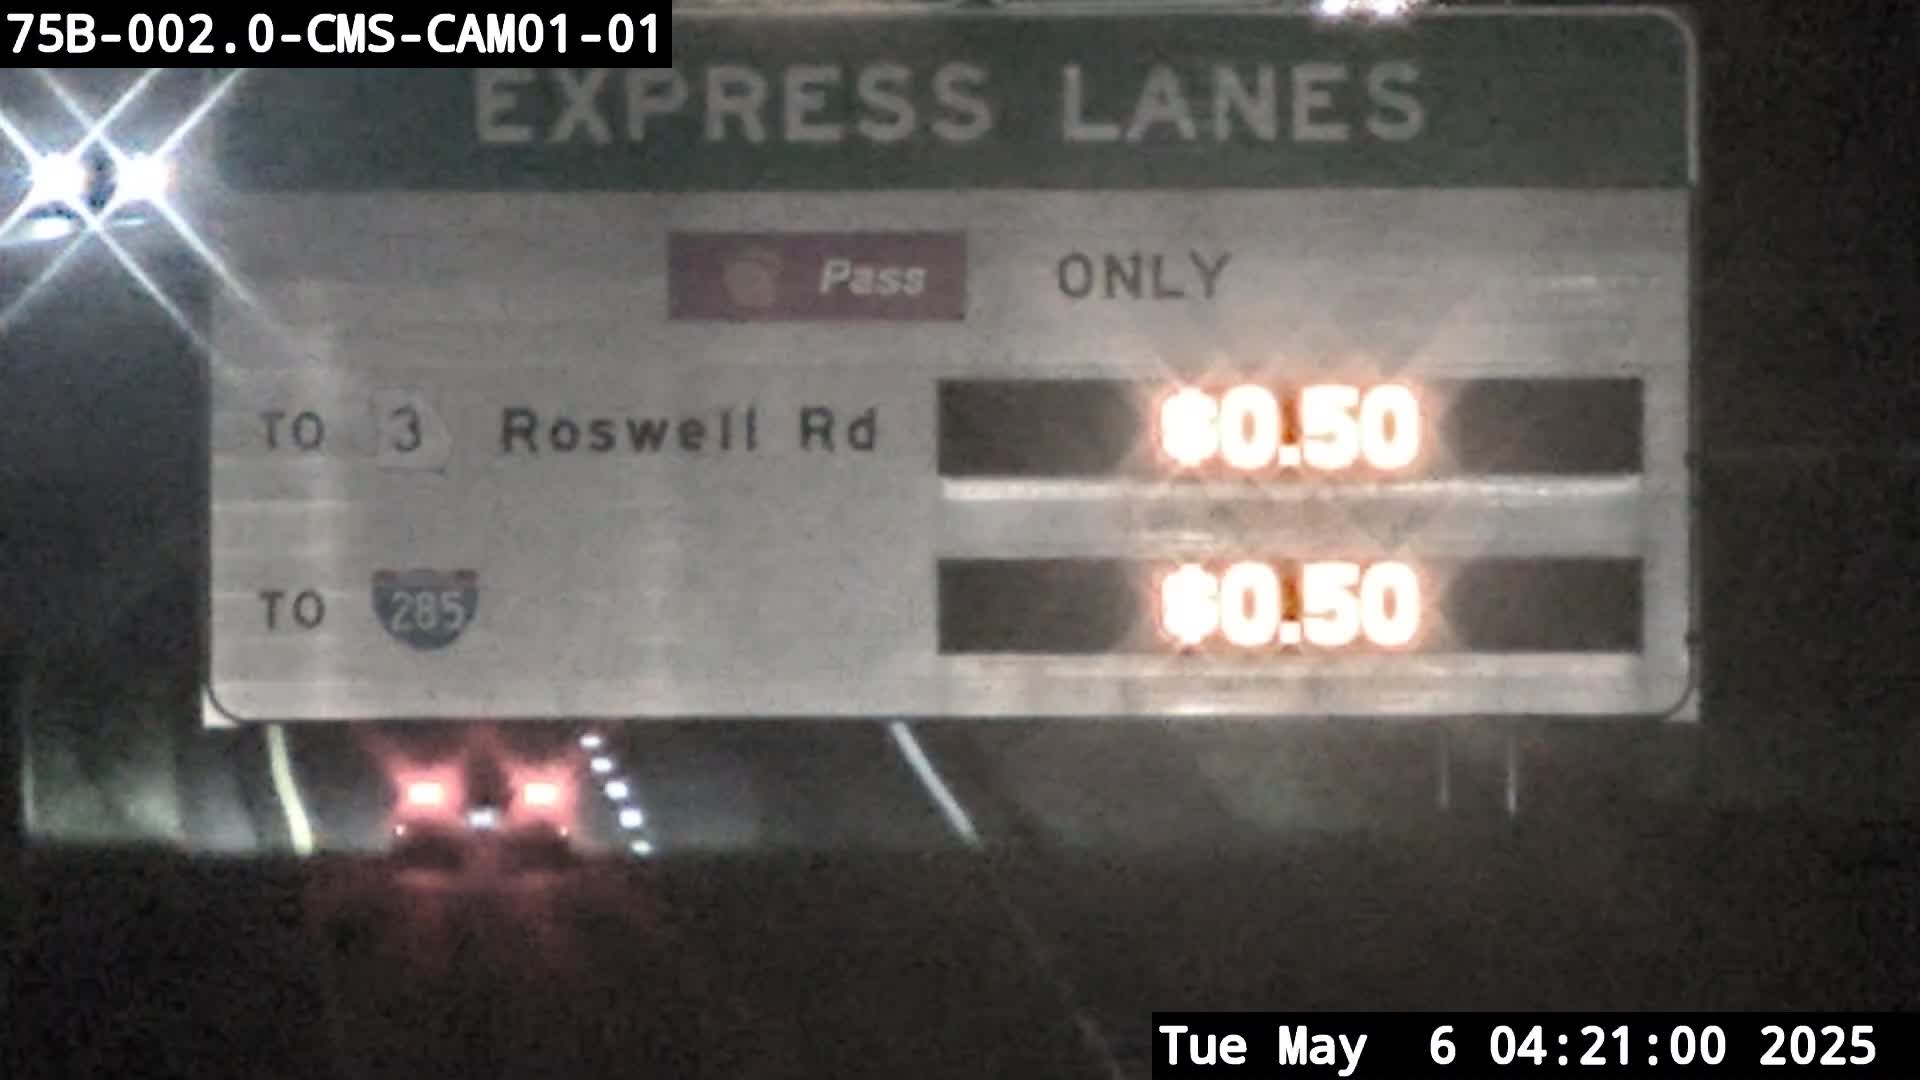 75B-002.0-CMS-CAM01-01
EXPRESS LANES
Pass ONLY
TO 3 Roswell Rd $0.50
TO 285 $0.50
Tue May 6 04:21:00 2025